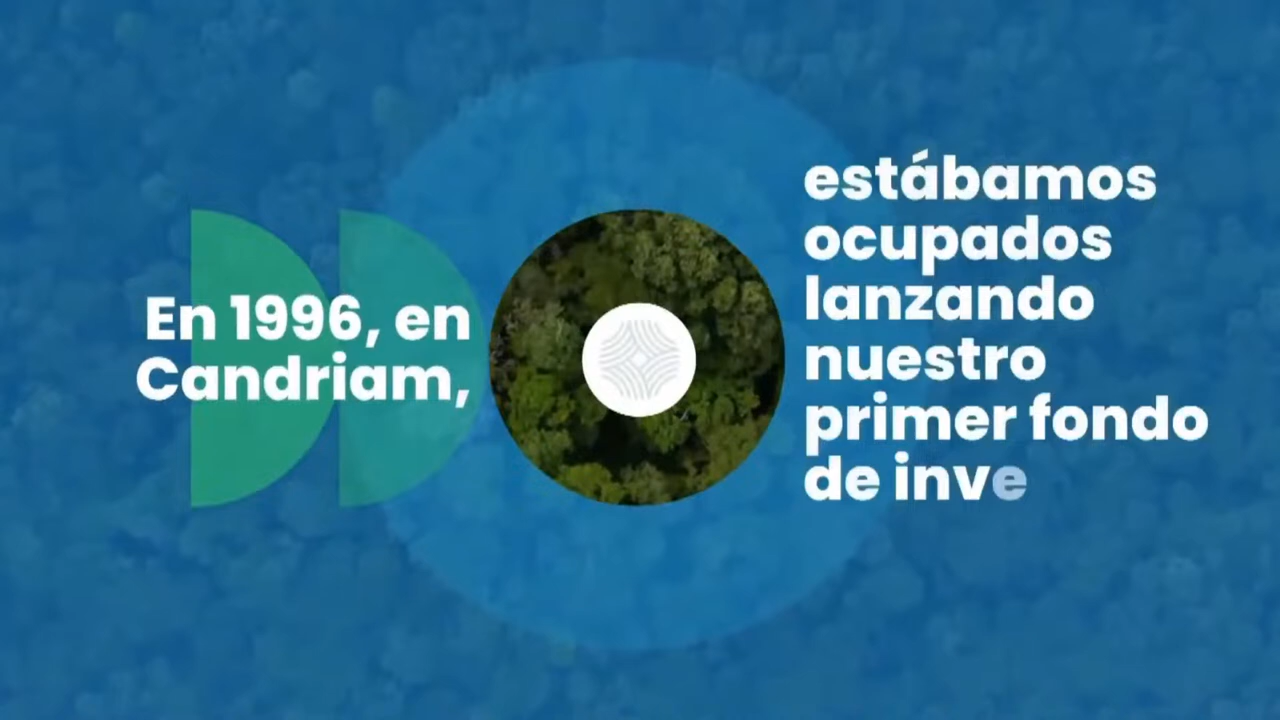 En 1996, en
Candriam,
estábamos
ocupados
lanzando
nuestro
primer fondo
de inve